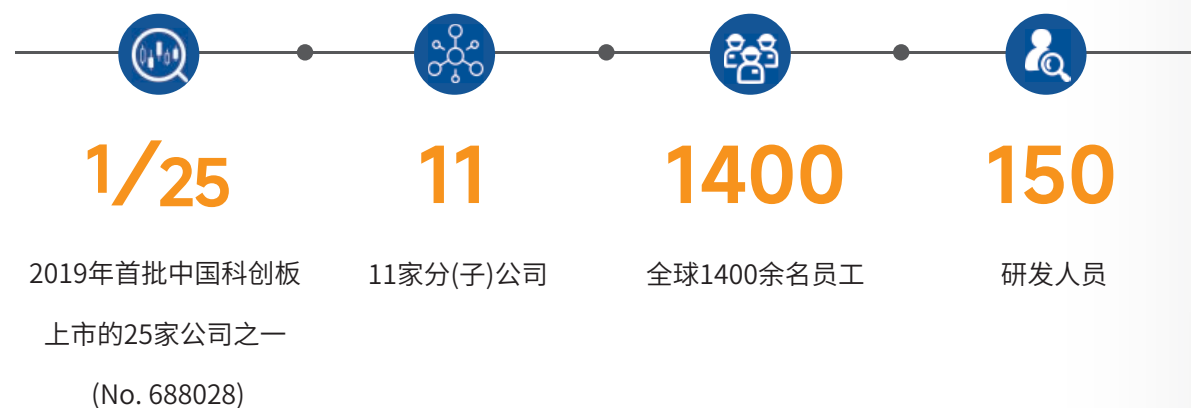 1/25
2019年首批中国科创板
上市的25家公司之一
(No. 688028)
11
11家分(子)公司
1400
全球1400余名员工
150
研发人员